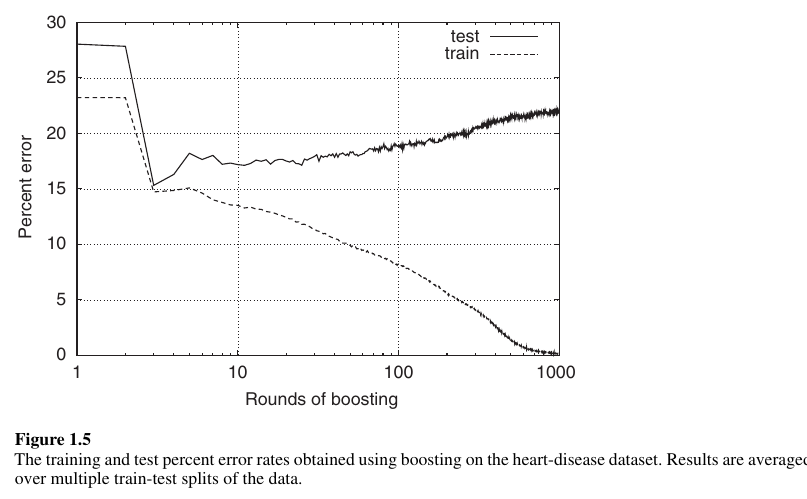 30
25
20
15
10
5
0
Percent error
test
train
1
10
100
1000
Rounds of boosting
Figure 1.5
The training and test percent error rates obtained using boosting on the heart-disease dataset. Results are averaged
over multiple train-test splits of the data.